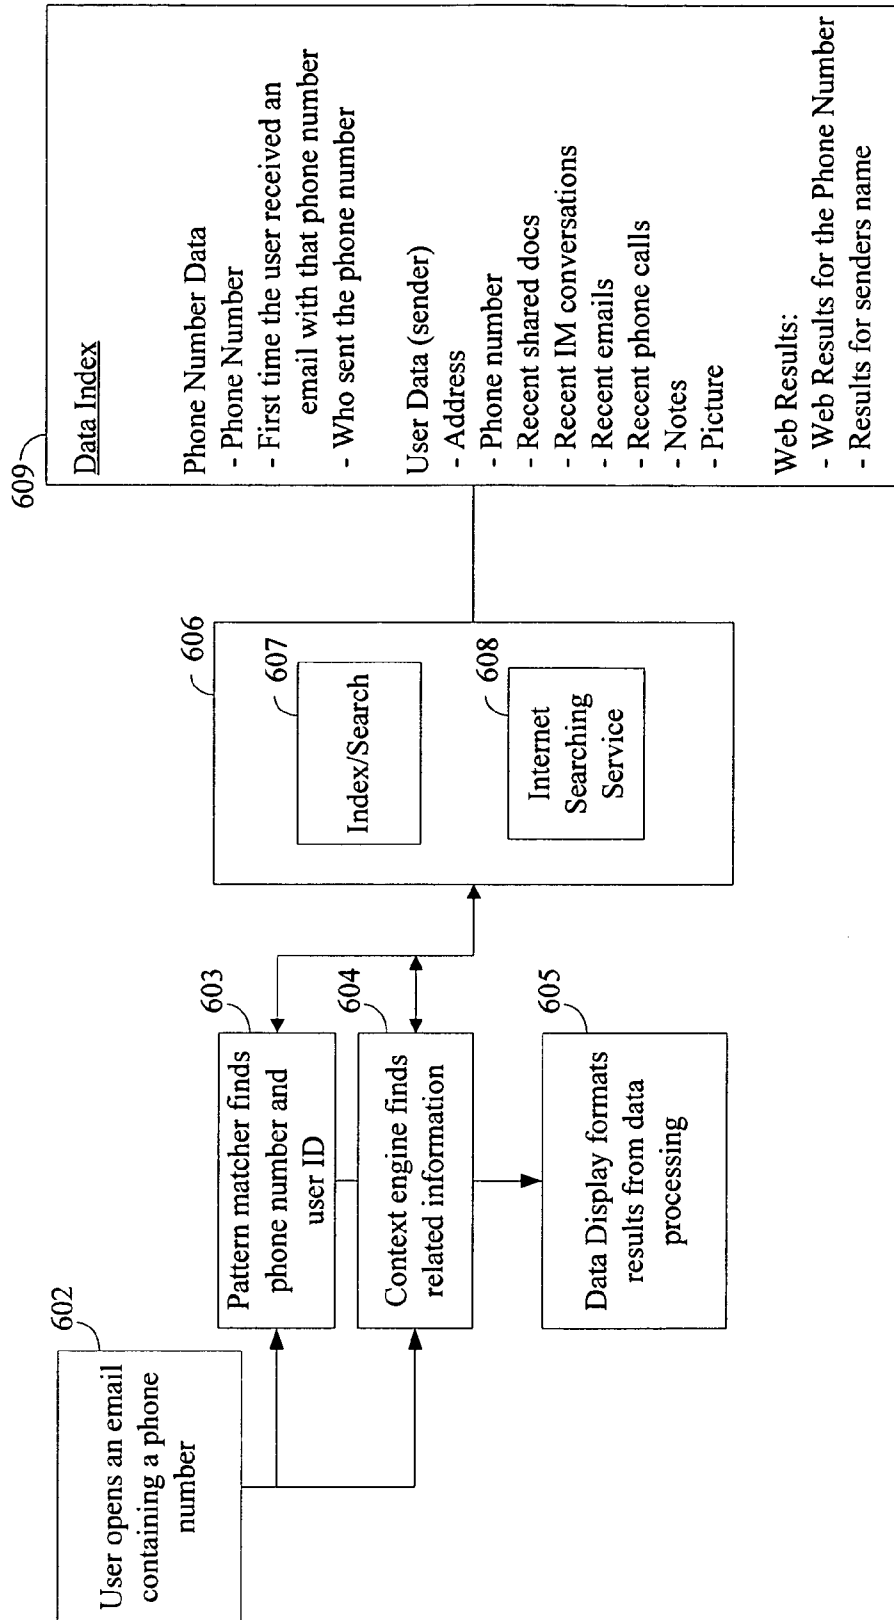 602
User opens an email
containing a phone
number
603
Pattern matcher finds
phone number and
user ID
604
Context engine finds
related information
605
Data Display formats
results from data
processing
606
607
Index/Search
608
Internet
Searching
Service
609
Data Index
Phone Number Data
- Phone Number
- First time the user received an
email with that phone number
- Who sent the phone number
User Data (sender)
- Address
- Phone number
- Recent shared docs
- Recent IM conversations
- Recent emails
- Recent phone calls
- Notes
- Picture
Web Results:
- Web Results for the Phone Number
- Results for senders name